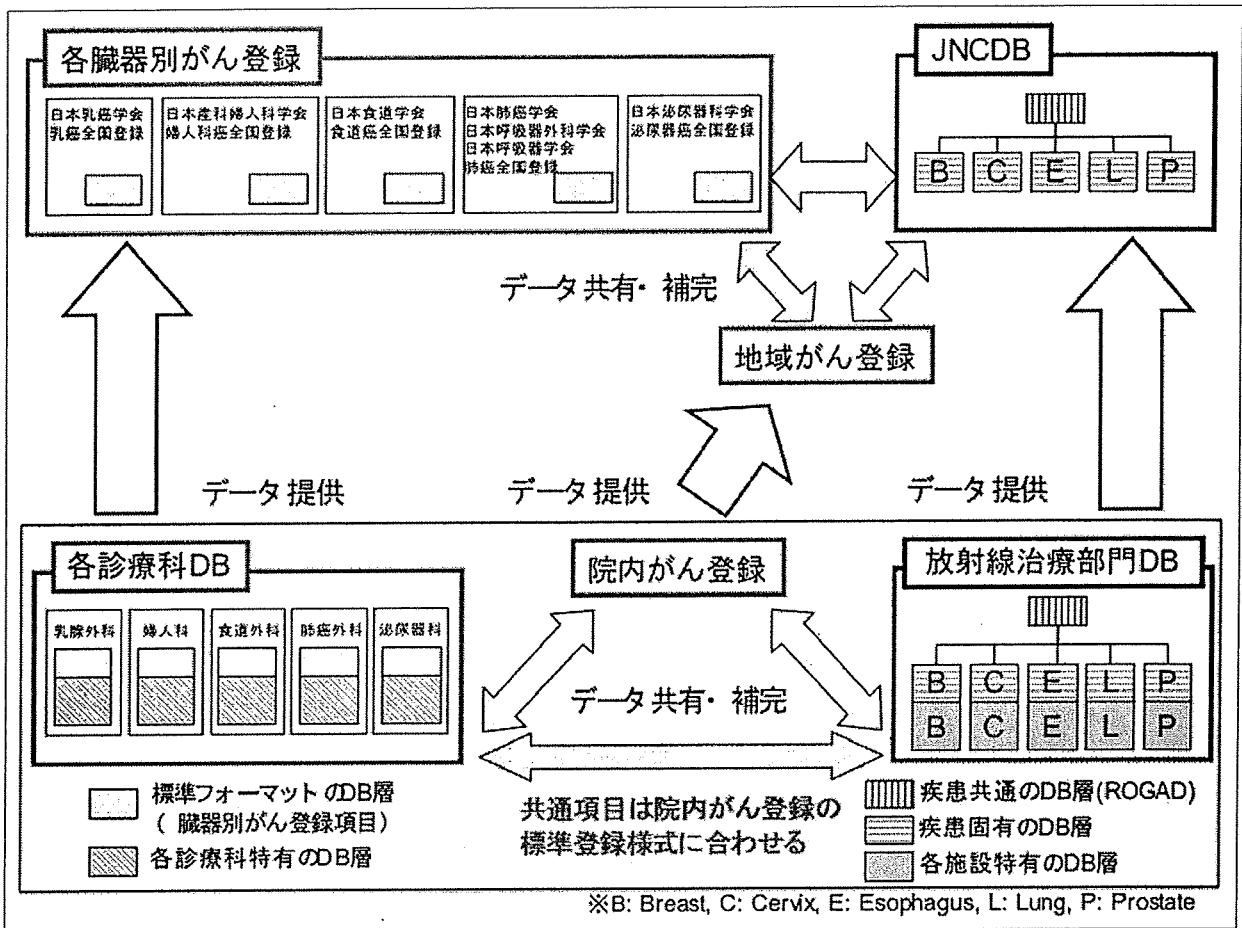 各臓器別がん登録
日本乳癌学会
乳癌全国登録
日本産科婦人科学会
婦人科癌全国登録
日本食道学会
食道癌全国登録
日本肺癌学会
日本呼吸器外科学会
日本呼吸器学会
肺癌全国登録
日本泌尿器科学会
泌尿器癌全国登録
JNCDB
B C E L P
データ共有・補完
地域がん登録
データ提供
データ提供
データ提供
各診療科DB
乳腺外科
婦人科
食道外科
肺癌外科
泌尿器科
院内がん登録
放射線治療部門DB
B C E L P
B C E L P
データ共有・補完
標準フォーマットのDB層
(臓器別がん登録項目)
各診療科特有のDB層
共通項目は院内がん登録の
標準登録様式に合わせる
疾患共通のDB層(ROGAD)
疾患固有のDB層
各施設特有のDB層
※B: Breast, C: Cervix, E: Esophagus, L: Lung, P: Prostate